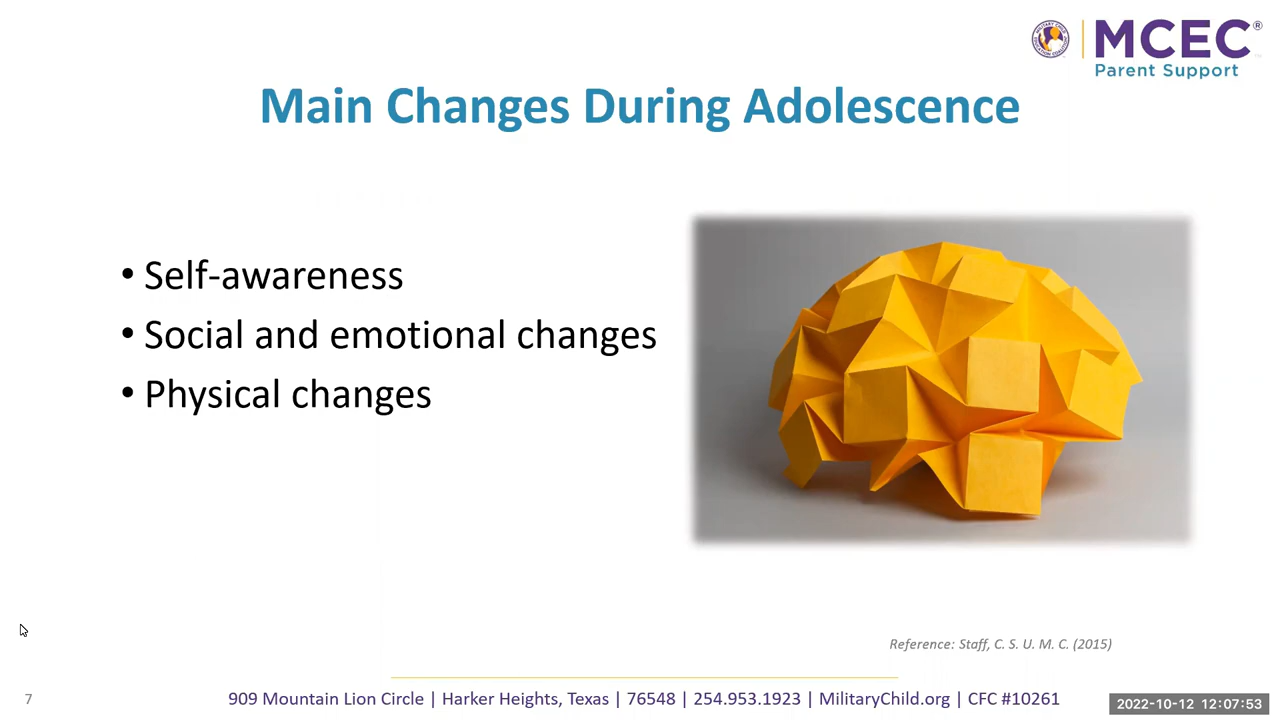 MCEC®
Parent Support
Main Changes During Adolescence
• Self-awareness
• Social and emotional changes
• Physical changes
Reference: Staff, C. S. U. M. C. (2015)
7
909 Mountain Lion Circle | Harker Heights, Texas | 76548 | 254.953.1923 | MilitaryChild.org | CFC #10261
2022-10-12 12:07:53